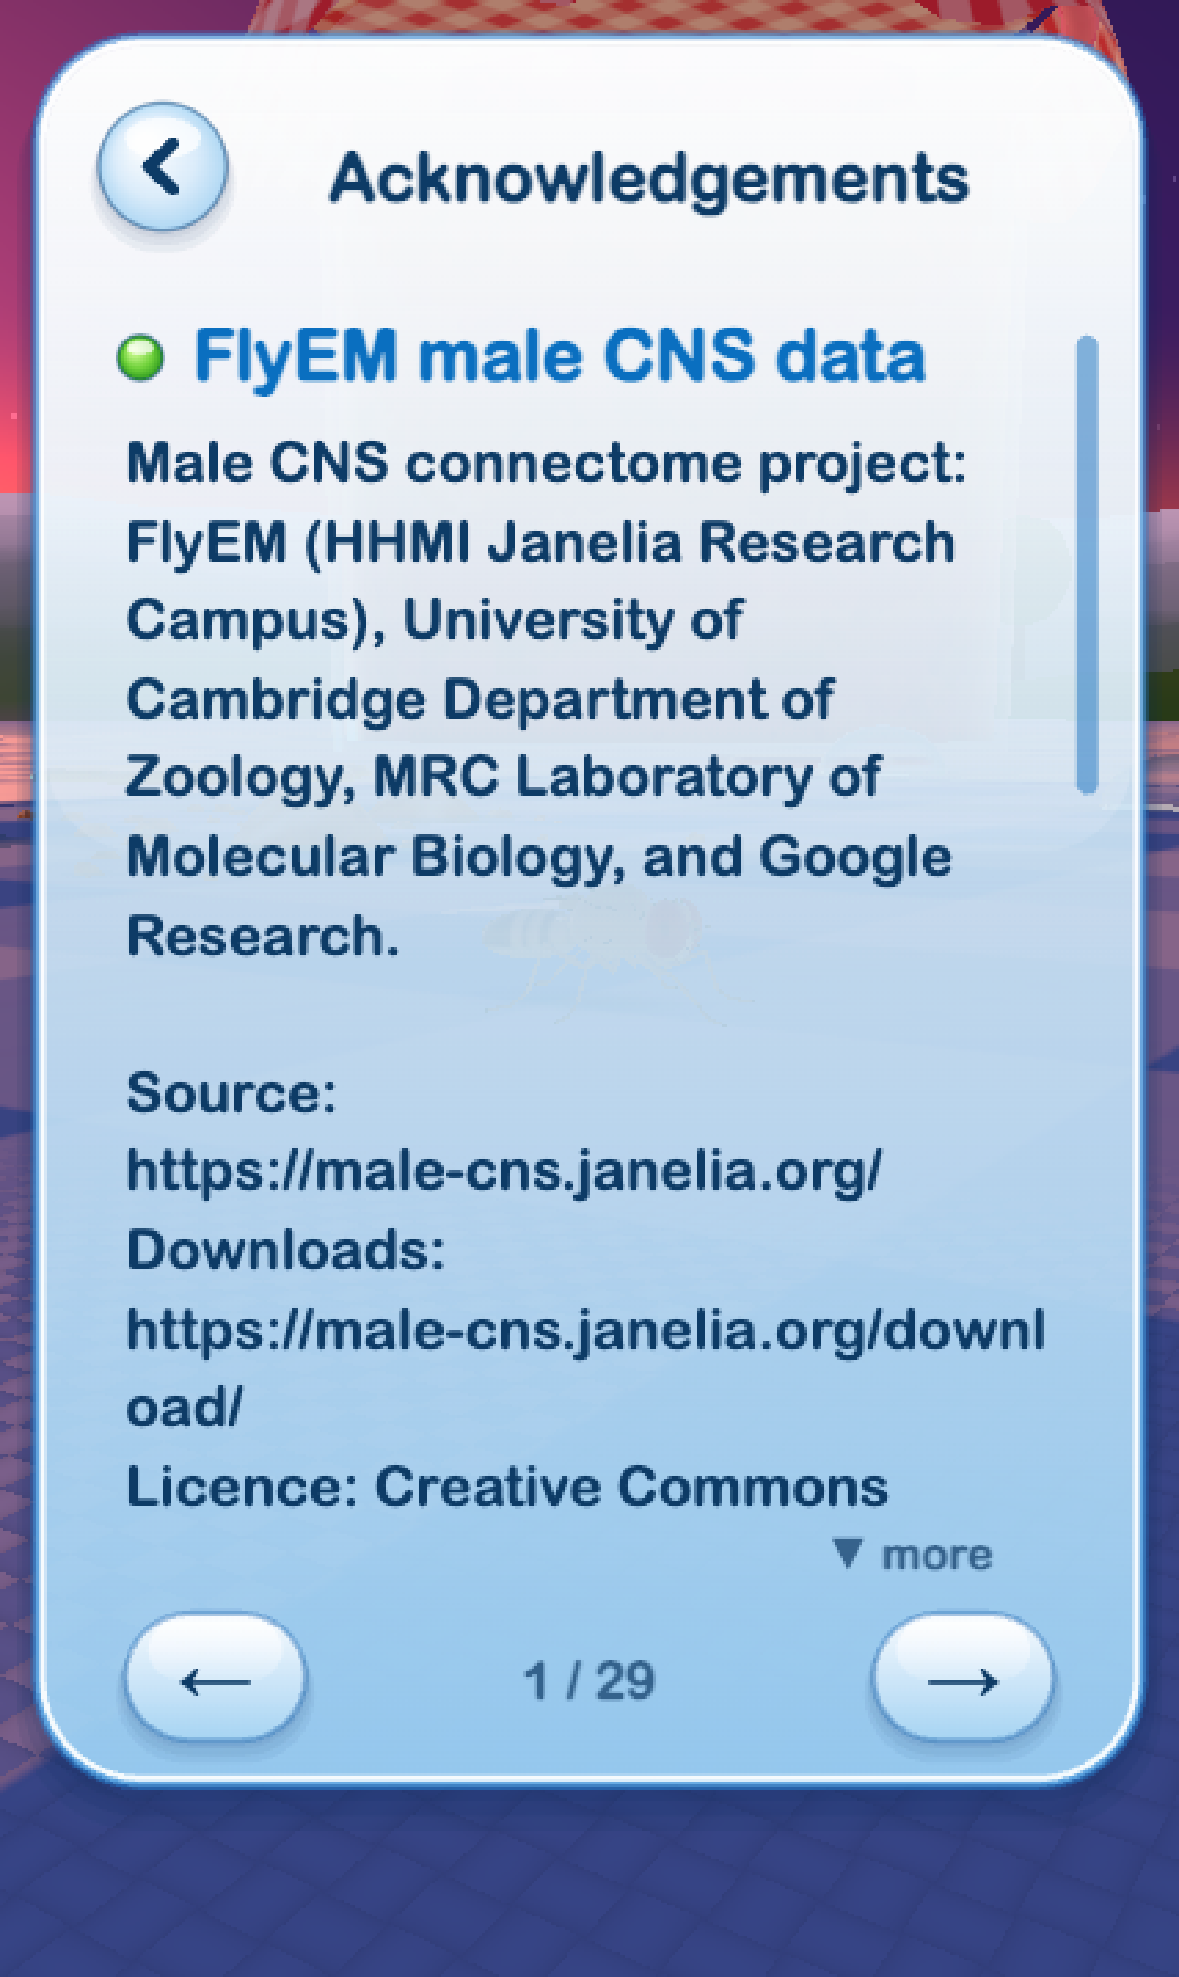 Acknowledgements
FlyEM male CNS data
Male CNS connectome project:
FlyEM (HHMI Janelia Research
Campus), University of
Cambridge Department of
Zoology, MRC Laboratory of
Molecular Biology, and Google
Research.
Source:
https://male-cns.janelia.org/
Downloads:
https://male-cns.janelia.org/downl
oad/
Licence: Creative Commons
▼ more
← 1 / 29 →